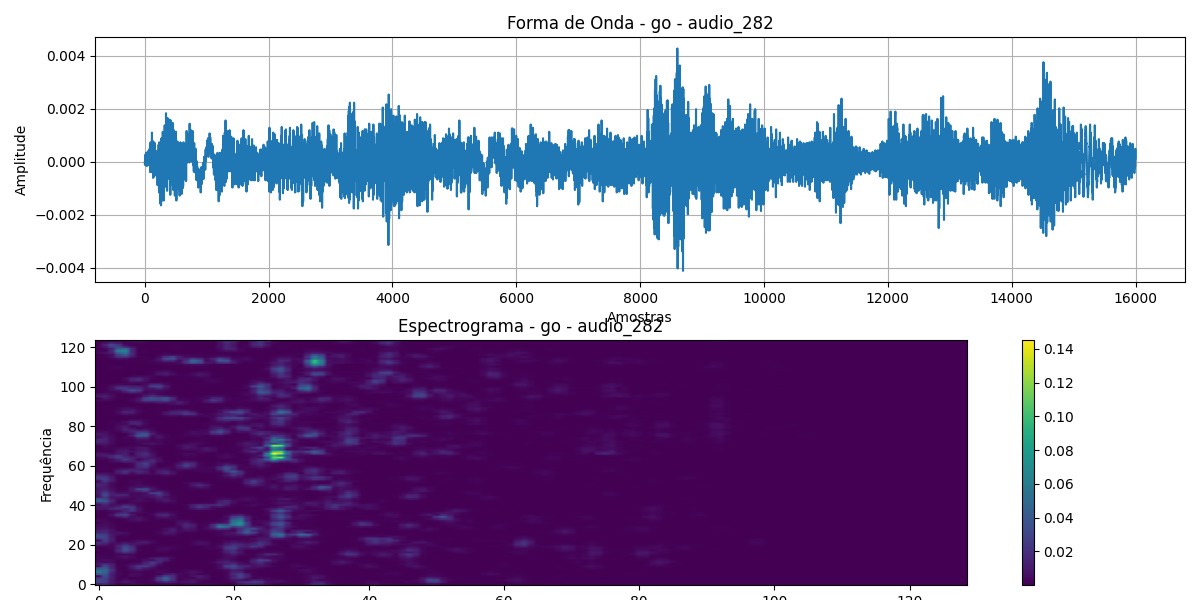 Forma de Onda - go - audio_282
Amplitude
0.004
0.002
0.000
−0.002
−0.004
0 2000 4000 6000 8000 10000 12000 14000 16000
Amostras
Espectrograma - go - audio_282
Frequência
120
100
80
60
40
20
0
0 20 40 60 80 100 120
0.14
0.12
0.10
0.08
0.06
0.04
0.02